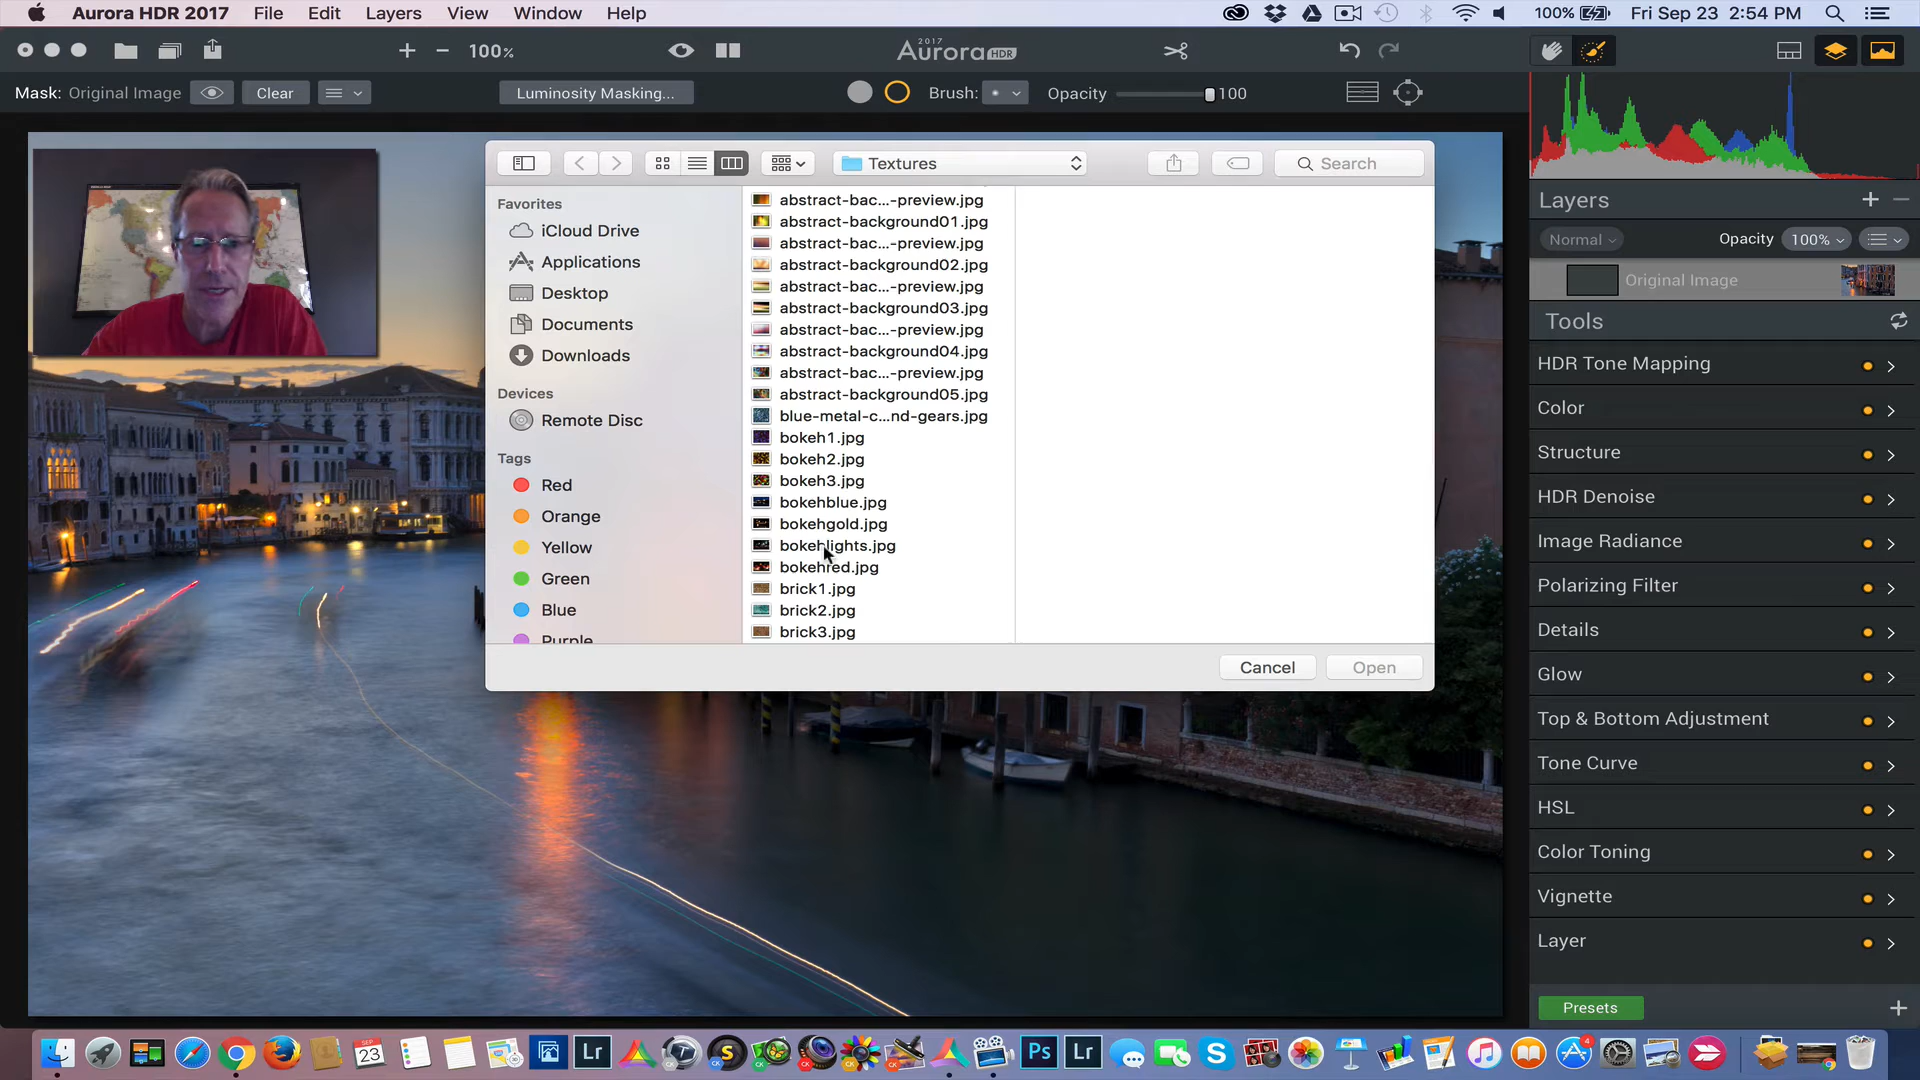 Aurora HDR 2017 File Edit Layers View Window Help 100% Fri Sep 23 2:54 PM
100% 2017 Aurora HDR
Mask: Original Image Clear Luminosity Masking... Brush: Opacity 100
Textures Search
Favorites
iCloud Drive
Applications
Desktop
Documents
Downloads
Devices
Remote Disc
Tags
Red
Orange
Yellow
Green
Blue
Purple
abstract-bac...-preview.jpg
abstract-background01.jpg
abstract-bac...-preview.jpg
abstract-background02.jpg
abstract-bac...-preview.jpg
abstract-background03.jpg
abstract-bac...-preview.jpg
abstract-background04.jpg
abstract-bac...-preview.jpg
abstract-background05.jpg
blue-metal-c...nd-gears.jpg
bokeh1.jpg
bokeh2.jpg
bokeh3.jpg
bokehblue.jpg
bokehgold.jpg
bokehlights.jpg
bokehred.jpg
brick1.jpg
brick2.jpg
brick3.jpg
Cancel Open
Layers
Normal Opacity 100%
Original Image
Tools
HDR Tone Mapping
Color
Structure
HDR Denoise
Image Radiance
Polarizing Filter
Details
Glow
Top & Bottom Adjustment
Tone Curve
HSL
Color Toning
Vignette
Layer
Presets
SEP
23
Lr
Ps
Lr
4